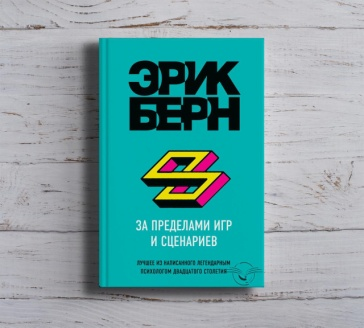 ЭРИК
БЕРН
ЗА ПРЕДЕЛАМИ ИГР
И СЦЕНАРИЕВ
ЛУЧШЕЕ ИЗ НАПИСАННОГО ЛЕГЕНДАРНЫМ
ПСИХОЛОГОМ ДВАДЦАТОГО СТОЛЕТИЯ